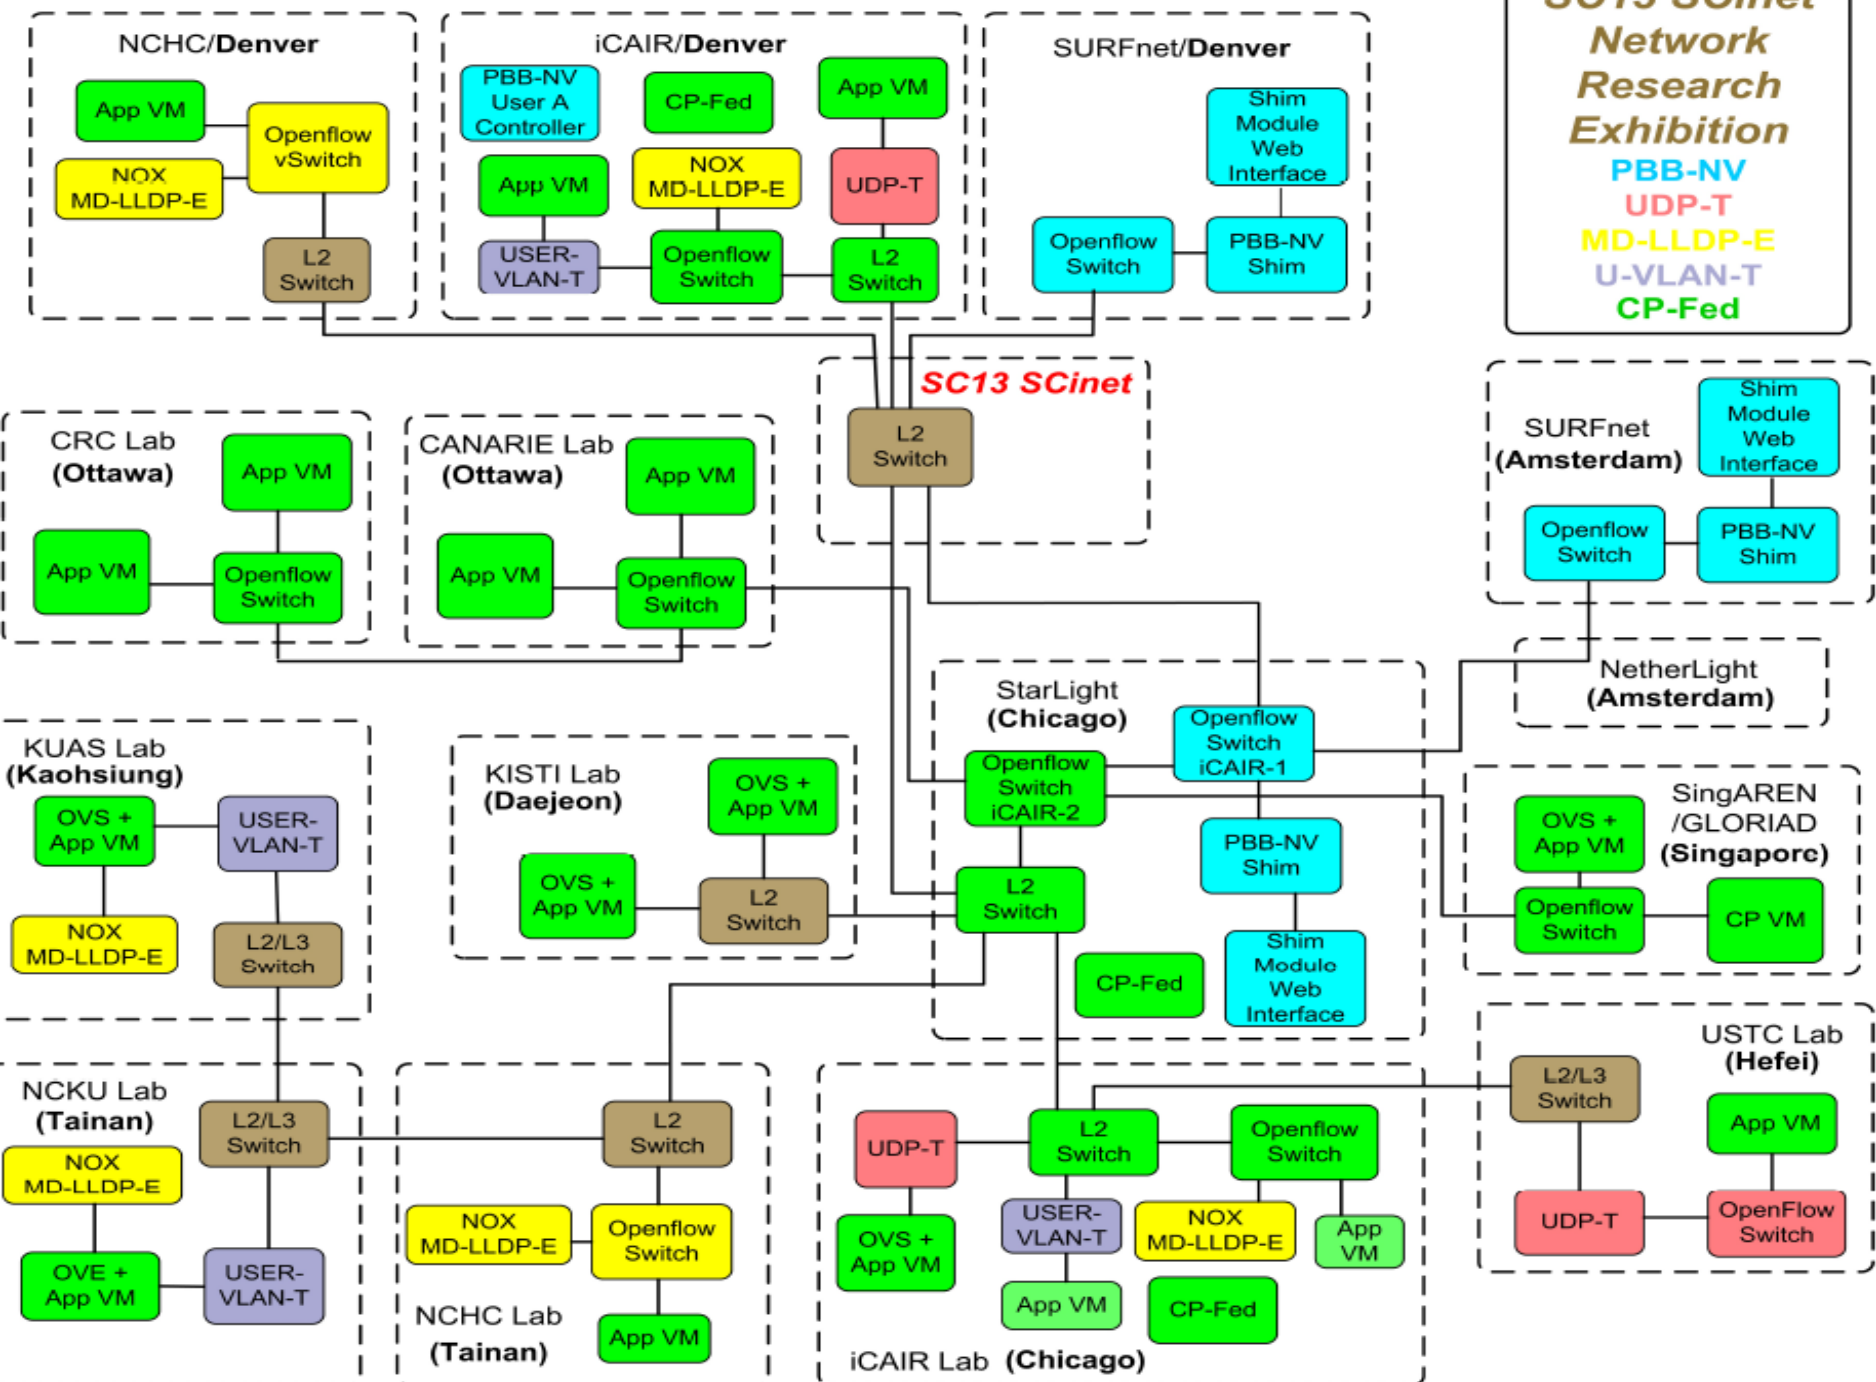 NCHC/Denver
App VM
Openflow
vSwitch
NOX
MD-LLDP-E
L2
Switch
iCAIR/Denver
PBB-NV
User A
Controller
CP-Fed
App VM
App VM
NOX
MD-LLDP-E
UDP-T
USER-
VLAN-T
Openflow
Switch
L2
Switch
SURFnet/Denver
Shim
Module
Web
Interface
Openflow
Switch
PBB-NV
Shim
SC13 SCinet
Network
Research
Exhibition
PBB-NV
UDP-T
MD-LLDP-E
U-VLAN-T
CP-Fed
SC13 SCinet
L2
Switch
CRC Lab
(Ottawa)
App VM
App VM
Openflow
Switch
CANARIE Lab
(Ottawa)
App VM
App VM
Openflow
Switch
SURFnet
(Amsterdam)
Shim
Module
Web
Interface
Openflow
Switch
PBB-NV
Shim
NetherLight
(Amsterdam)
KUAS Lab
(Kaohsiung)
OVS +
App VM
USER-
VLAN-T
NOX
MD-LLDP-E
L2/L3
Switch
KISTI Lab
(Daejeon)
OVS +
App VM
OVS +
App VM
L2
Switch
StarLight
(Chicago)
Openflow
Switch
iCAIR-1
Openflow
Switch
iCAIR-2
PBB-NV
Shim
L2
Switch
CP-Fed
Shim
Module
Web
Interface
SingAREN
/GLORIAD
(Singapore)
OVS +
App VM
Openflow
Switch
CP VM
NCKU Lab
(Tainan)
L2/L3
Switch
NOX
MD-LLDP-E
OVE +
App VM
USER-
VLAN-T
L2
Switch
NOX
MD-LLDP-E
Openflow
Switch
NCHC Lab
(Tainan)
App VM
UDP-T
L2
Switch
Openflow
Switch
OVS +
App VM
USER-
VLAN-T
NOX
MD-LLDP-E
App
VM
App VM
CP-Fed
iCAIR Lab (Chicago)
USTC Lab
(Hefei)
L2/L3
Switch
App VM
UDP-T
OpenFlow
Switch